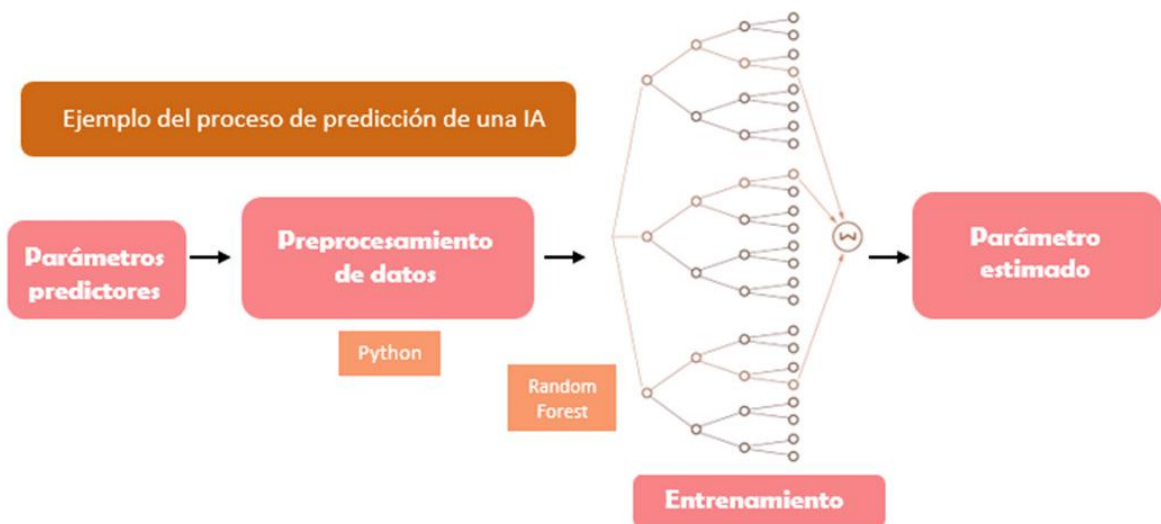 Ejemplo del proceso de predicción de una IA
Parámetros
predictores
Preprocesamiento
de datos
Python
Random
Forest
Σ
Entrenamiento
Parámetro
estimado